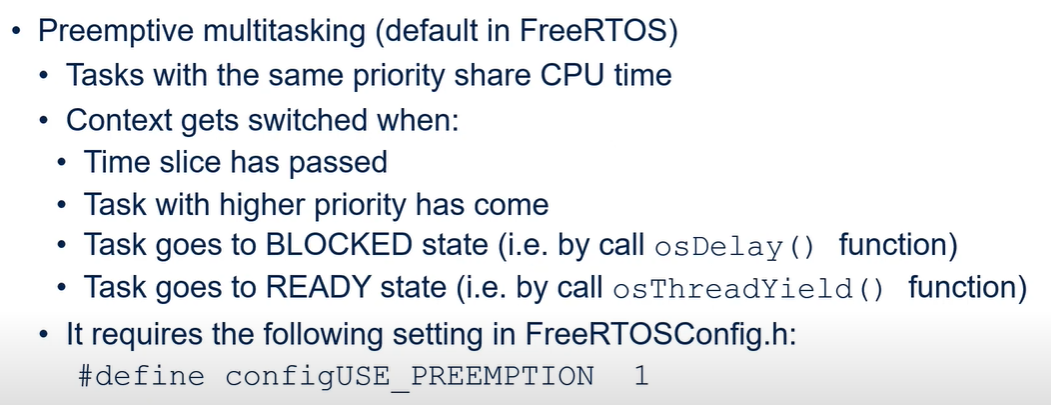 • Preemptive multitasking (default in FreeRTOS)
• Tasks with the same priority share CPU time
• Context gets switched when:
• Time slice has passed
• Task with higher priority has come
• Task goes to BLOCKED state (i.e. by call osDelay() function)
• Task goes to READY state (i.e. by call osThreadYield() function)
• It requires the following setting in FreeRTOSConfig.h:
#define configUSE_PREEMPTION 1